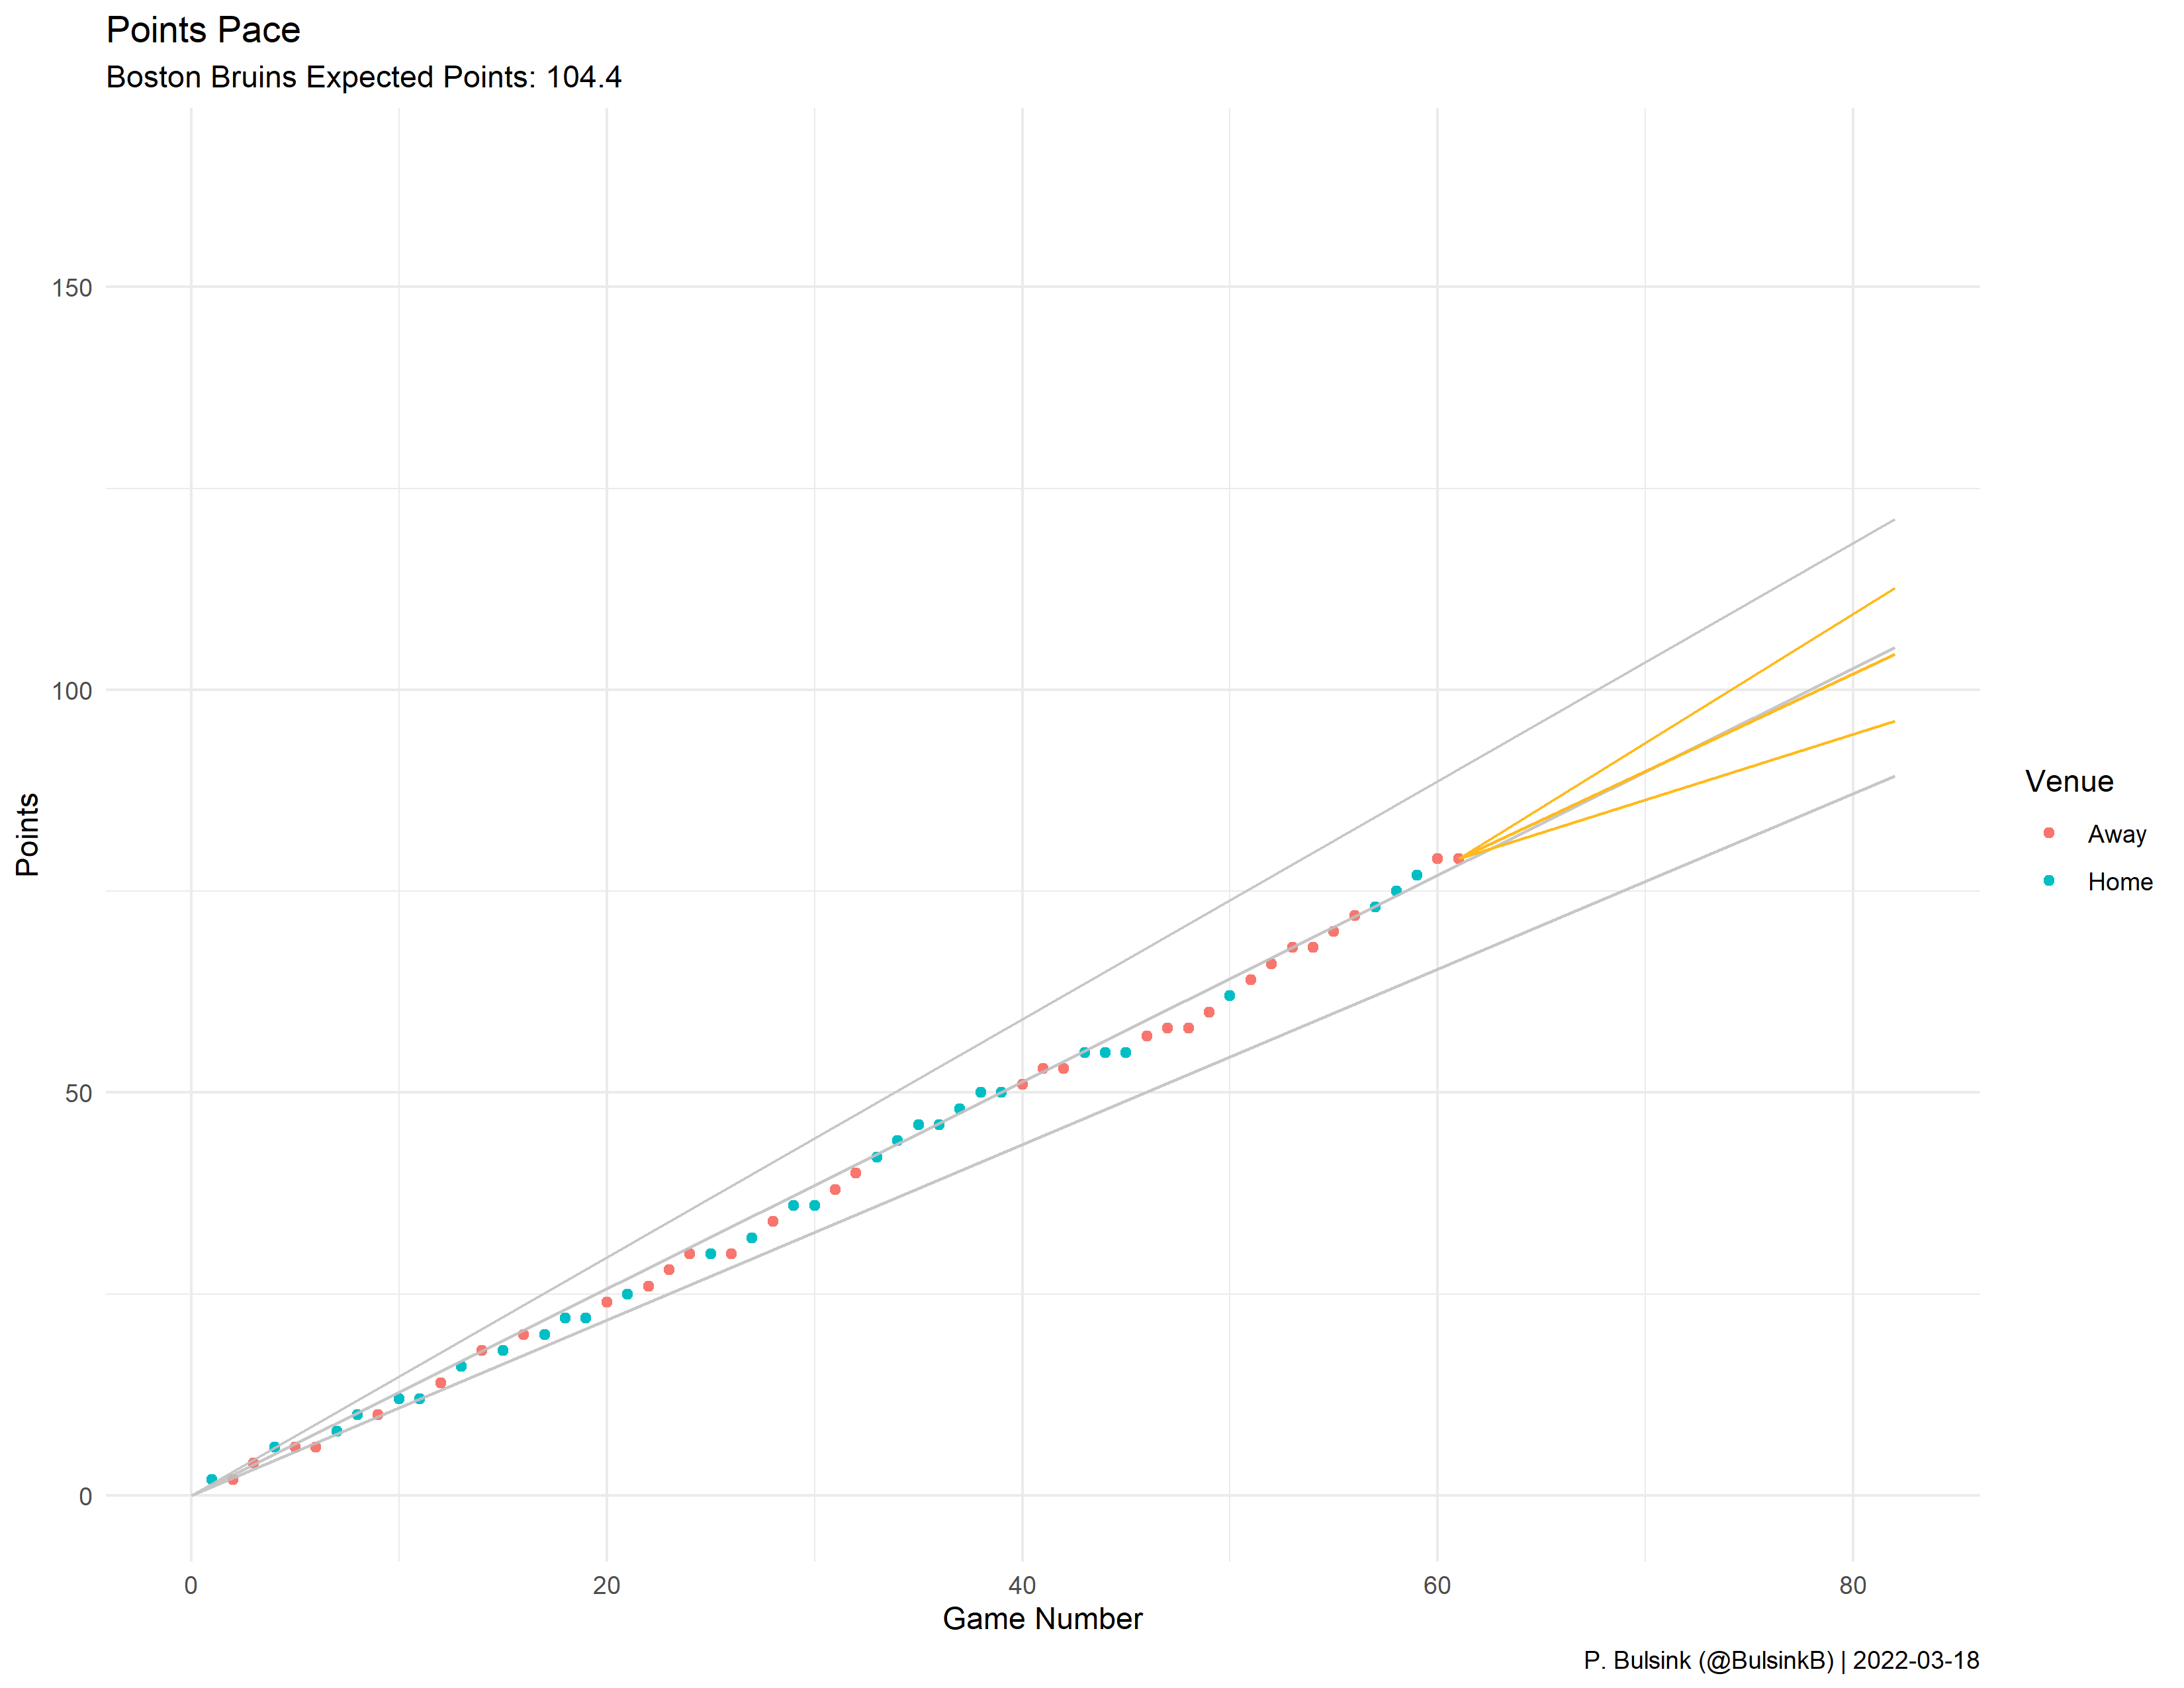 Points Pace
Boston Bruins Expected Points: 104.4
150
100
50
0
Points
0 20 40 60 80
Game Number
Venue
Away
Home
P. Bulsink (@BulsinkB) | 2022-03-18